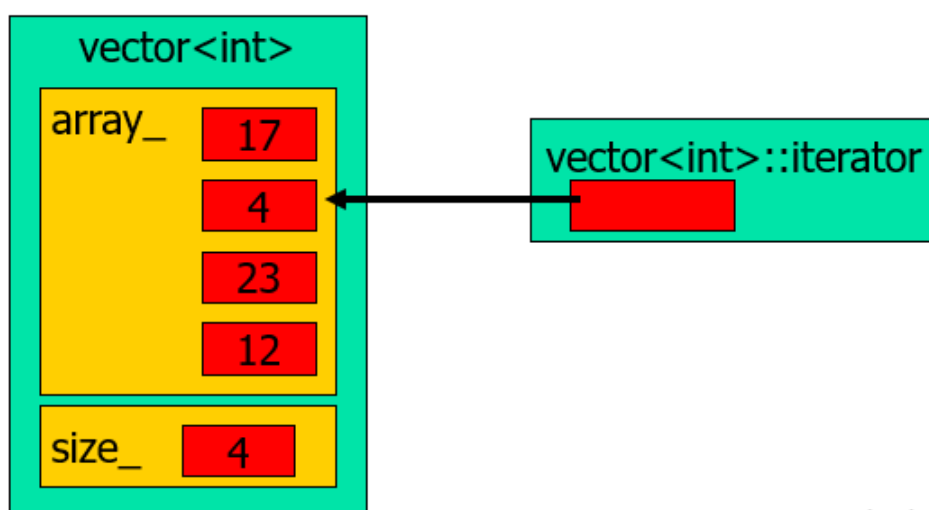 vector<int>
array_
17
4
23
12
size_
4
vector<int>::iterator